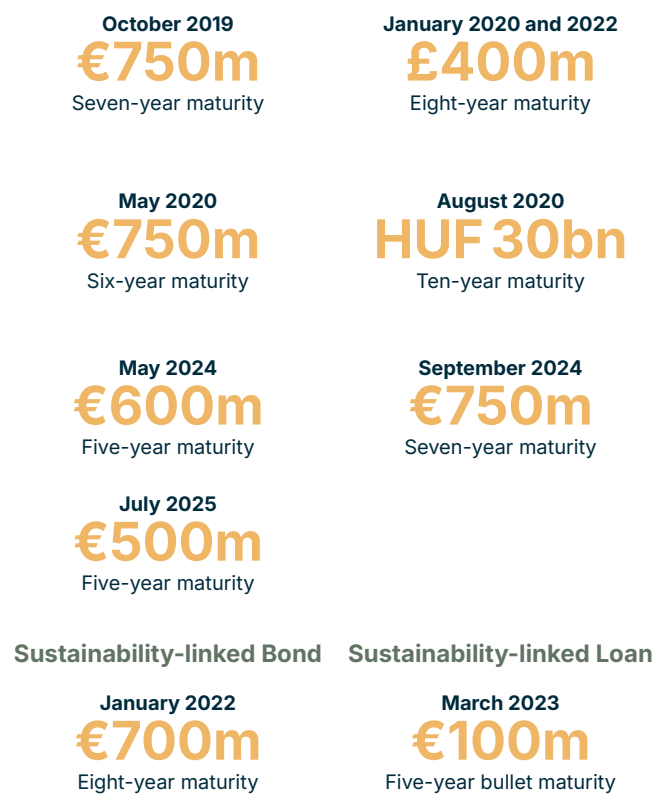 October 2019
€750m
Seven-year maturity
January 2020 and 2022
£400m
Eight-year maturity
May 2020
€750m
Six-year maturity
August 2020
HUF 30bn
Ten-year maturity
May 2024
€600m
Five-year maturity
September 2024
€750m
Seven-year maturity
July 2025
€500m
Five-year maturity
Sustainability-linked Bond
January 2022
€700m
Eight-year maturity
Sustainability-linked Loan
March 2023
€100m
Five-year bullet maturity